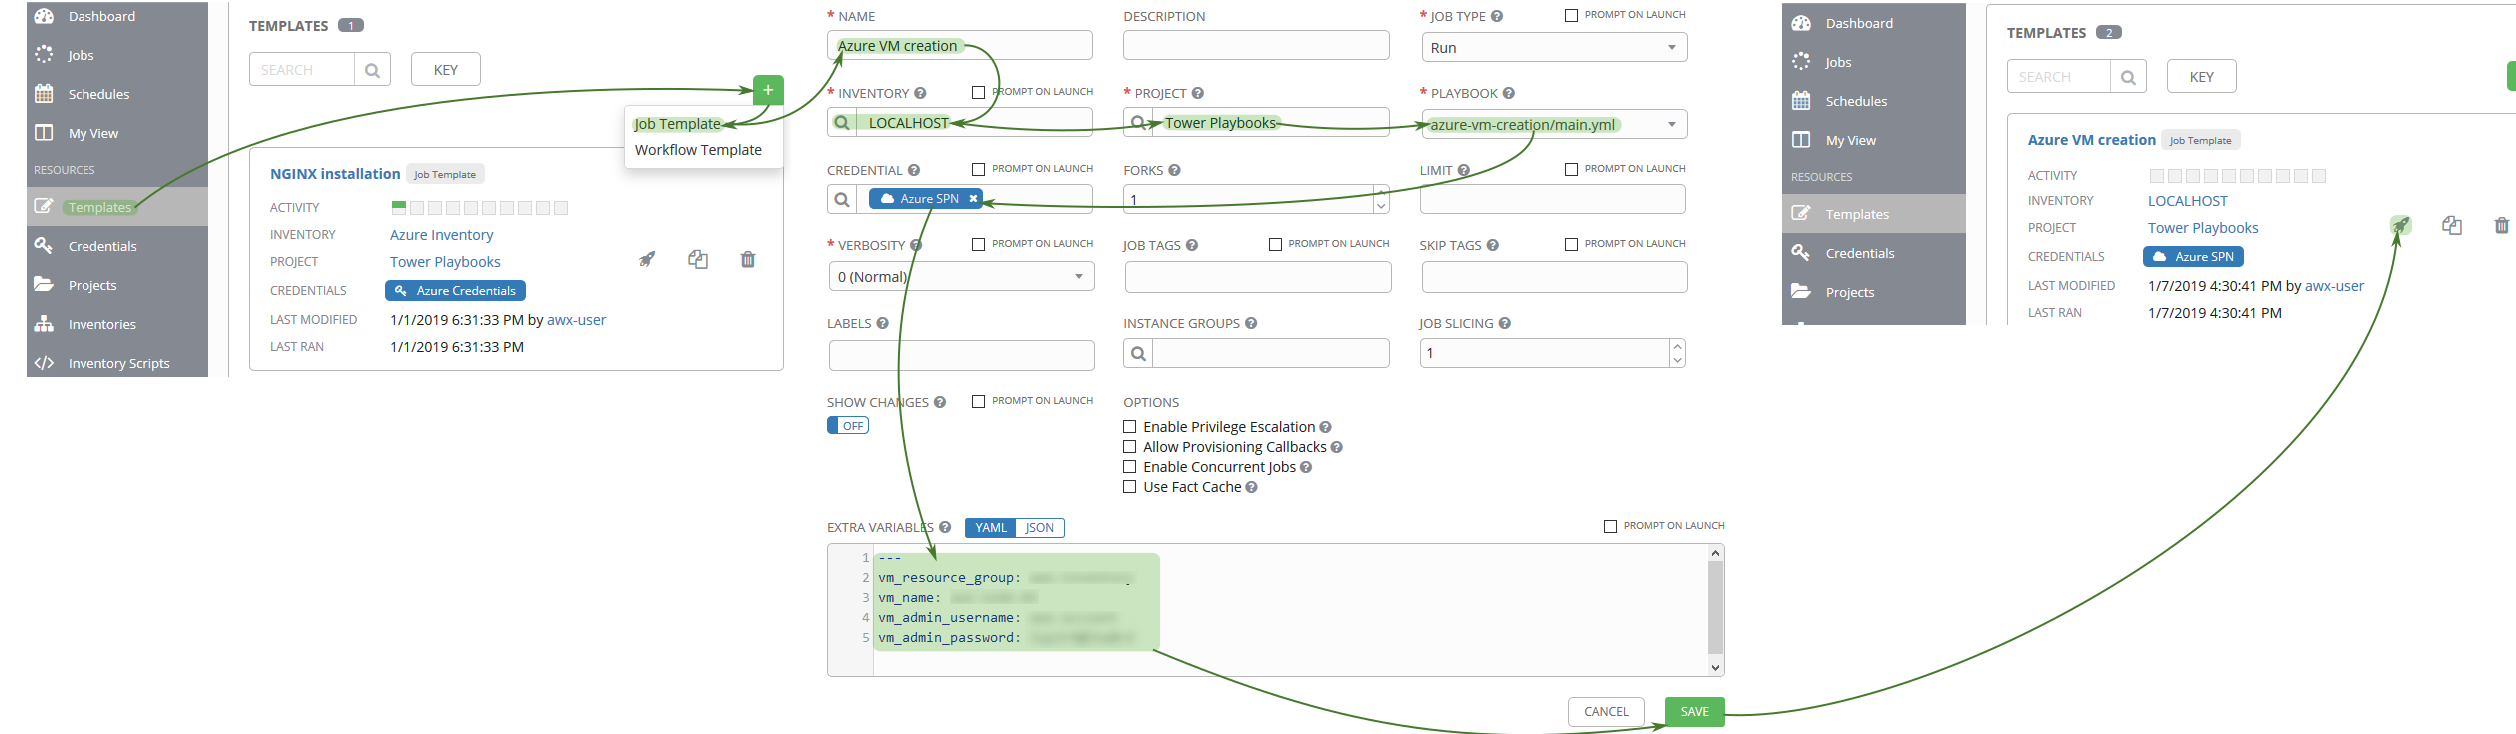 Dashboard
Jobs
Schedules
My View
RESOURCES
Templates
Credentials
Projects
Inventories
Inventory Scripts
TEMPLATES 1
SEARCH
KEY
+
Job Template
Workflow Template
NGINX installation Job Template
ACTIVITY
INVENTORY Azure Inventory
PROJECT Tower Playbooks
CREDENTIALS Azure Credentials
LAST MODIFIED 1/1/2019 6:31:33 PM by awx-user
LAST RAN 1/1/2019 6:31:33 PM
* NAME
Azure VM creation
DESCRIPTION
* JOB TYPE ? PROMPT ON LAUNCH
Run
* INVENTORY ? PROMPT ON LAUNCH
LOCALHOST
* PROJECT ?
Tower Playbooks
* PLAYBOOK ?
azure-vm-creation/main.yml
CREDENTIAL ? PROMPT ON LAUNCH
Azure SPN ×
FORKS ?
1
LIMIT ? PROMPT ON LAUNCH
* VERBOSITY ? PROMPT ON LAUNCH
0 (Normal)
JOB TAGS ? PROMPT ON LAUNCH
SKIP TAGS ? PROMPT ON LAUNCH
LABELS ?
INSTANCE GROUPS ?
JOB SLICING ?
1
SHOW CHANGES ? PROMPT ON LAUNCH
OFF
OPTIONS
Enable Privilege Escalation ?
Allow Provisioning Callbacks ?
Enable Concurrent Jobs ?
Use Fact Cache ?
EXTRA VARIABLES ? YAML JSON PROMPT ON LAUNCH
1 ---
2 vm_resource_group:
3 vm_name:
4 vm_admin_username:
5 vm_admin_password:
CANCEL SAVE
Dashboard
Jobs
Schedules
My View
RESOURCES
Templates
Credentials
Projects
TEMPLATES 2
SEARCH
KEY
Azure VM creation Job Template
ACTIVITY
INVENTORY LOCALHOST
PROJECT Tower Playbooks
CREDENTIALS Azure SPN
LAST MODIFIED 1/7/2019 4:30:41 PM by awx-user
LAST RAN 1/7/2019 4:30:41 PM